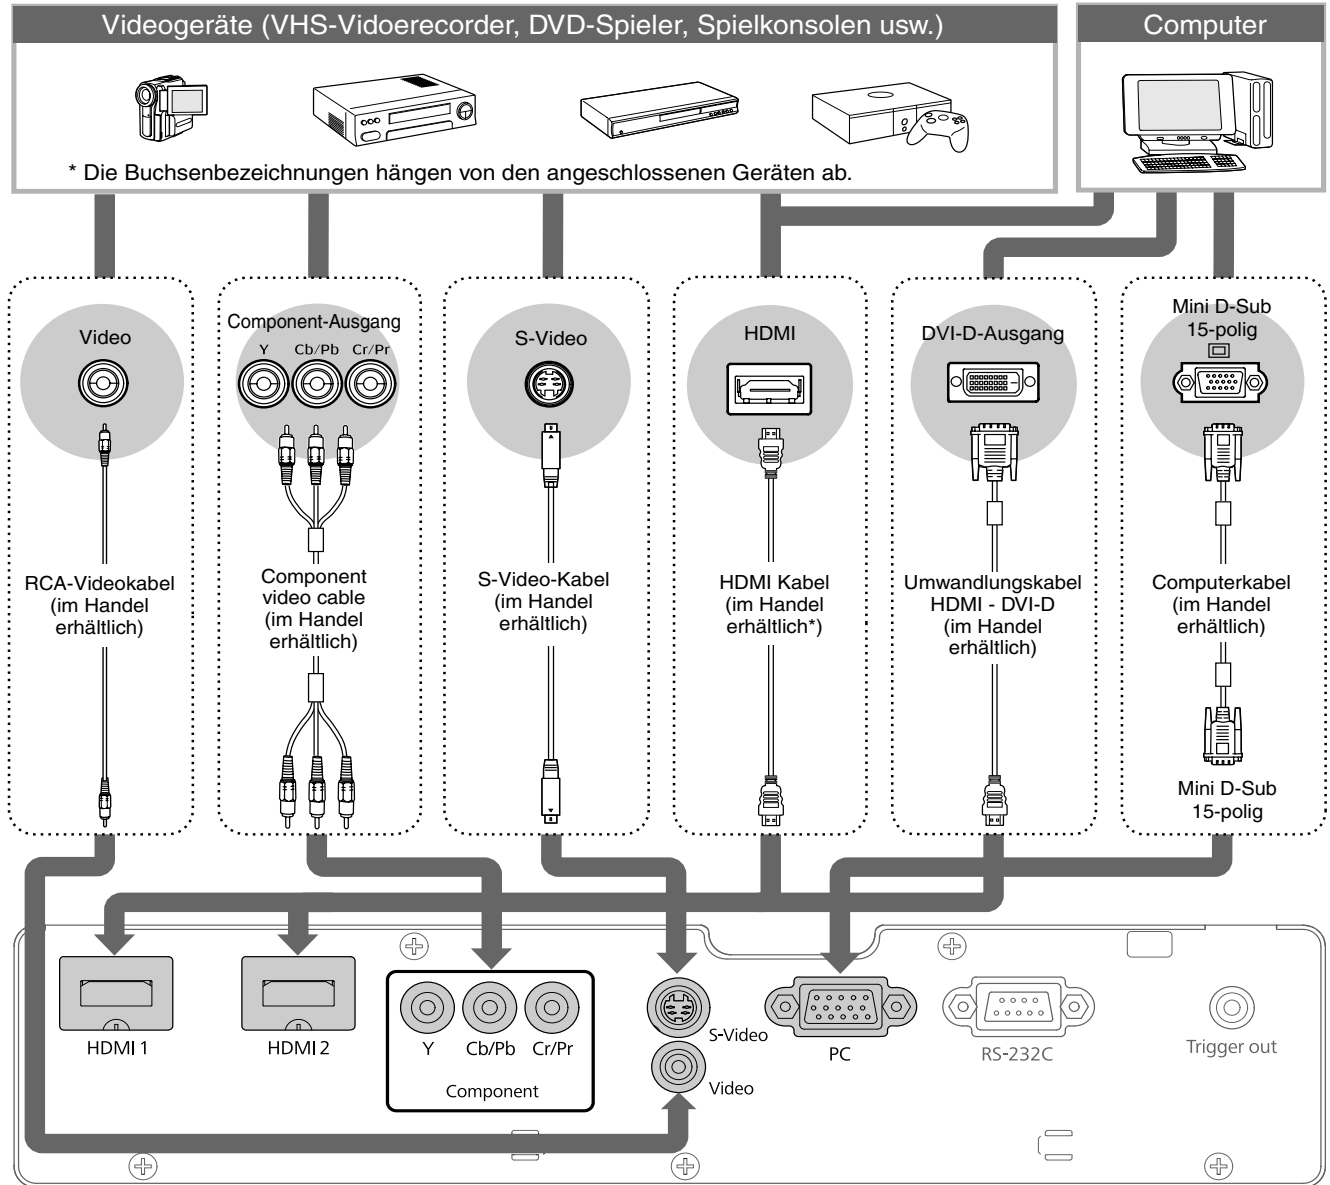 Videogeräte (VHS-Vidoerecorder, DVD-Spieler, Spielkonsolen usw.)
Computer
* Die Buchsenbezeichnungen hängen von den angeschlossenen Geräten ab.
Video
Component-Ausgang
Y Cb/Pb Cr/Pr
S-Video
HDMI
DVI-D-Ausgang
Mini D-Sub
15-polig
RCA-Videokabel
(im Handel
erhältlich)
Component
video cable
(im Handel
erhältlich)
S-Video-Kabel
(im Handel
erhältlich)
HDMI Kabel
(im Handel
erhältlich*)
Umwandlungskabel
HDMI - DVI-D
(im Handel
erhältlich)
Computerkabel
(im Handel
erhältlich)
Mini D-Sub
15-polig
HDMI 1
HDMI 2
Y Cb/Pb Cr/Pr
Component
S-Video
Video
PC
RS-232C
Trigger out